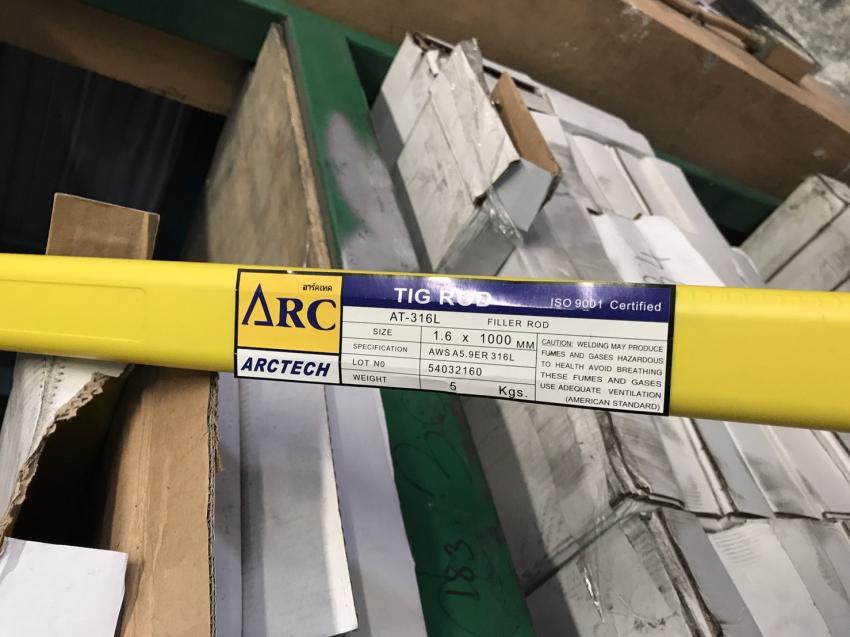 อาร์คเทค
ARC
ARCTECH
TIG ROD
ISO 9001 Certified
AT-316L FILLER ROD
SIZE 1.6 x 1000 MM
SPECIFICATION AWS A5.9 ER 316L
LOT NO 54032160
WEIGHT 5 Kgs.
CAUTION: WELDING MAY PRODUCE
FUMES AND GASES HAZARDOUS
TO HEALTH AVOID BREATHING
THESE FUMES AND GASES
USE ADEQUATE VENTILATION
(AMERICAN STANDARD)
183